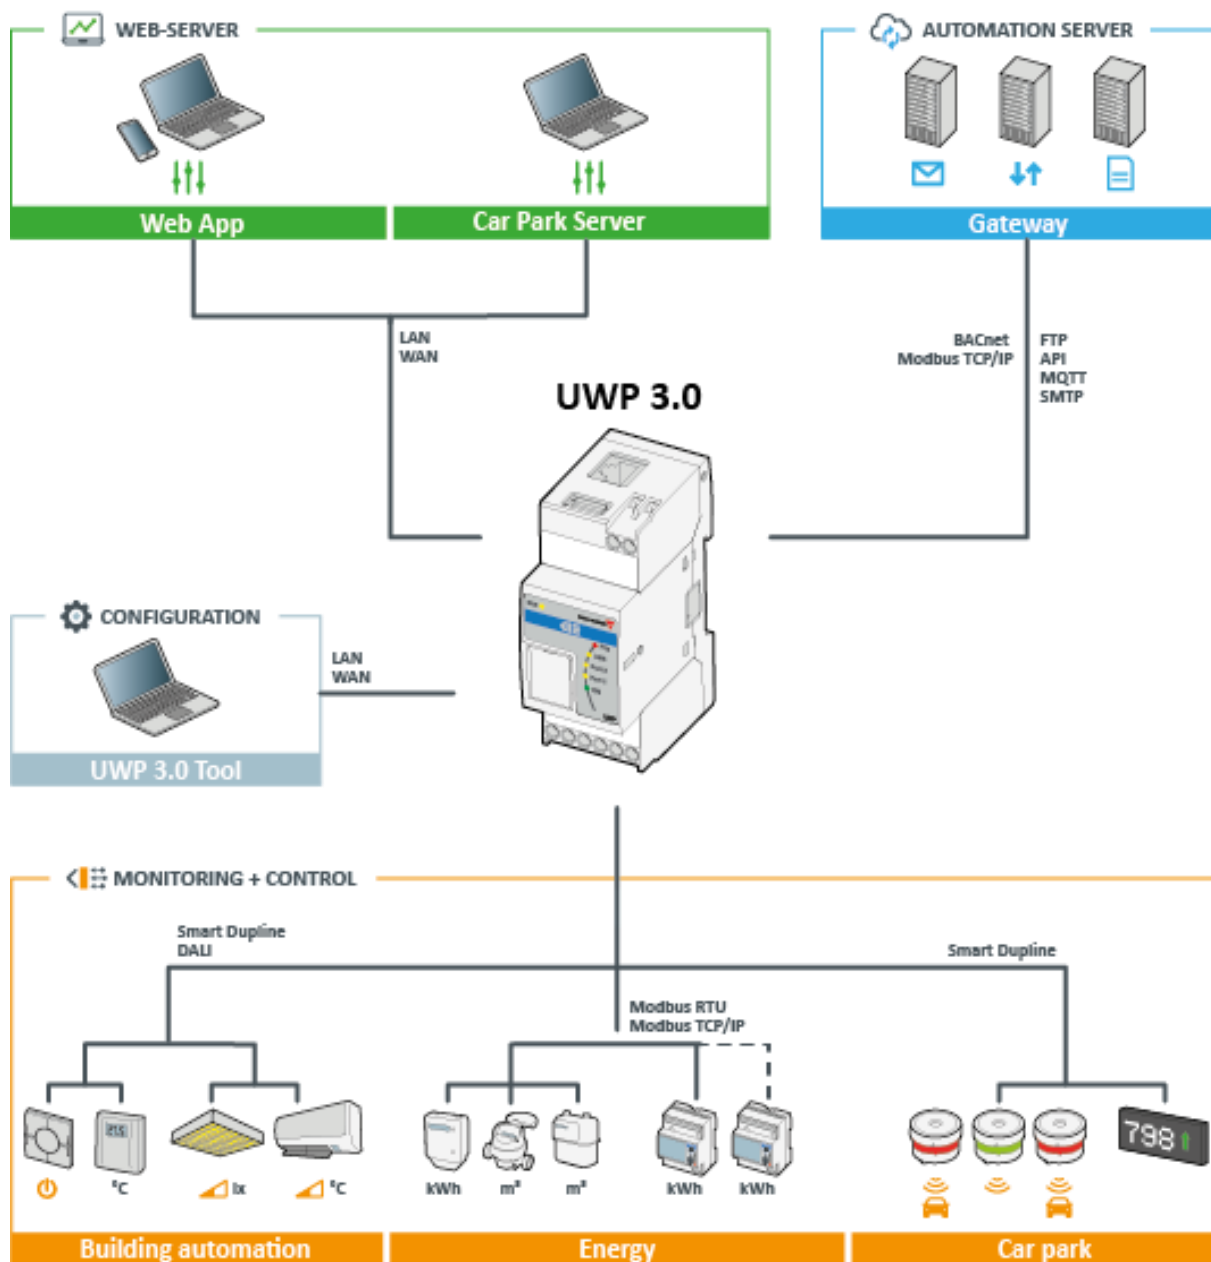 WEB-SERVER
AUTOMATION SERVER
Web App
Car Park Server
Gateway
LAN
WAN
BACnet
Modbus TCP/IP
FTP
API
MQTT
SMTP
UWP 3.0
CONFIGURATION
LAN
WAN
UWP 3.0 Tool
MONITORING + CONTROL
Smart Dupline
DALI
Smart Dupline
Modbus RTU
Modbus TCP/IP
798
°C
lx
°C
kWh
m³
m³
kWh
kWh
Building automation
Energy
Car park